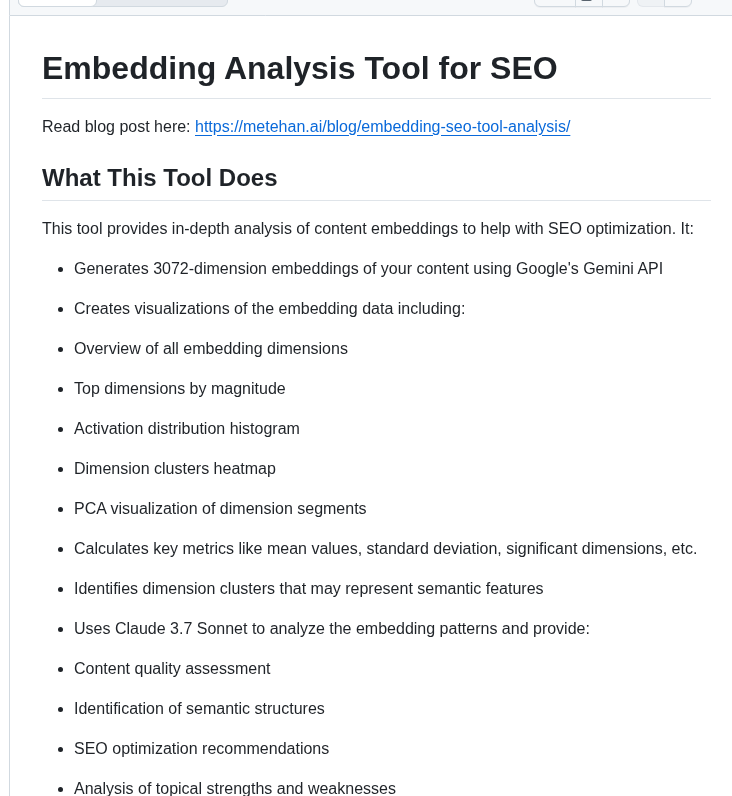 Embedding Analysis Tool for SEO
Read blog post here: https://metehan.ai/blog/embedding-seo-tool-analysis/
What This Tool Does
This tool provides in-depth analysis of content embeddings to help with SEO optimization. It:
Generates 3072-dimension embeddings of your content using Google's Gemini API
Creates visualizations of the embedding data including:
Overview of all embedding dimensions
Top dimensions by magnitude
Activation distribution histogram
Dimension clusters heatmap
PCA visualization of dimension segments
Calculates key metrics like mean values, standard deviation, significant dimensions, etc.
Identifies dimension clusters that may represent semantic features
Uses Claude 3.7 Sonnet to analyze the embedding patterns and provide:
Content quality assessment
Identification of semantic structures
SEO optimization recommendations
Analysis of topical strengths and weaknesses